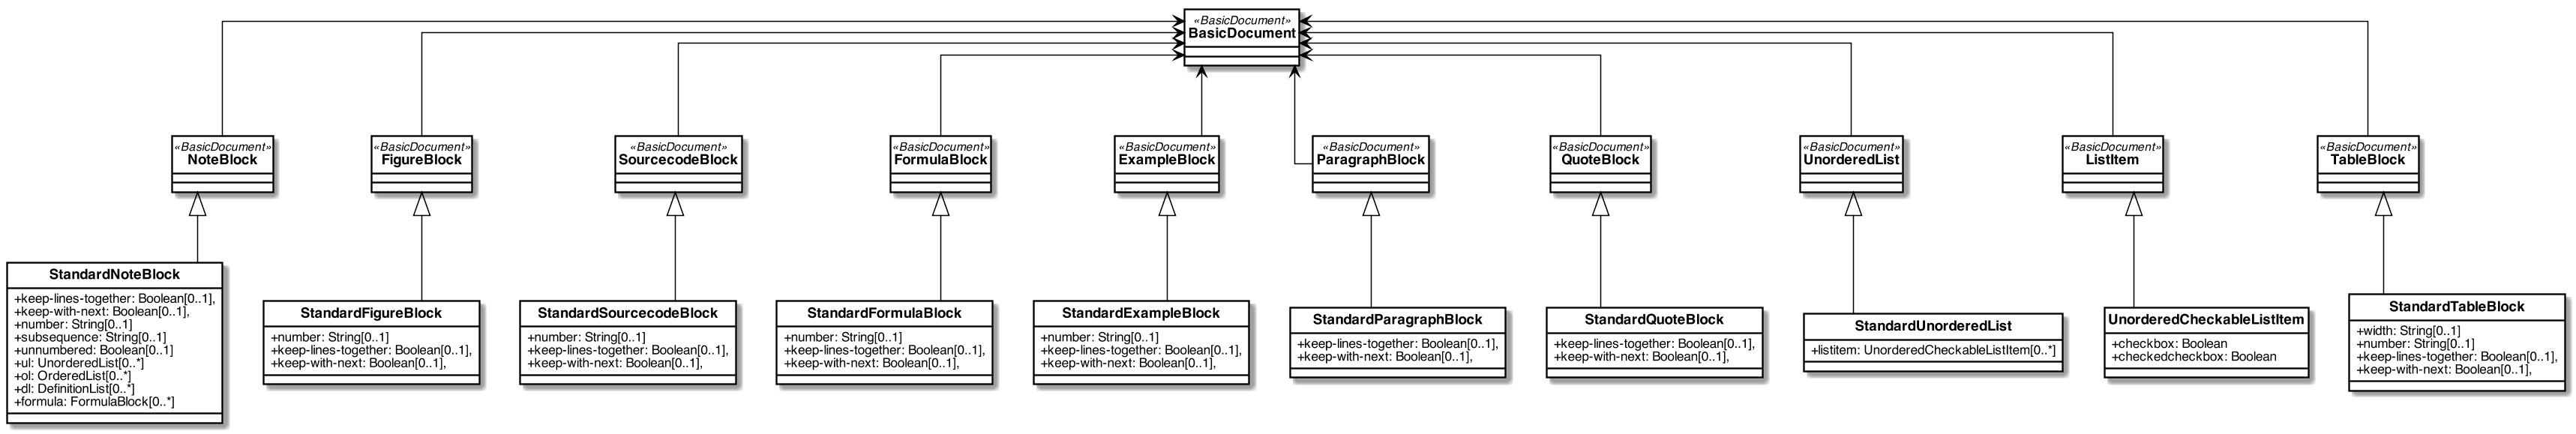 «BasicDocument»
BasicDocument
«BasicDocument»
NoteBlock
«BasicDocument»
FigureBlock
«BasicDocument»
SourcecodeBlock
«BasicDocument»
FormulaBlock
«BasicDocument»
ExampleBlock
«BasicDocument»
ParagraphBlock
«BasicDocument»
QuoteBlock
«BasicDocument»
UnorderedList
«BasicDocument»
ListItem
«BasicDocument»
TableBlock
StandardNoteBlock
+keep-lines-together: Boolean[0..1],
+keep-with-next: Boolean[0..1],
+number: String[0..1]
+subsequence: String[0..1]
+unnumbered: Boolean[0..1]
+ul: UnorderedList[0..*]
+ol: OrderedList[0..*]
+dl: DefinitionList[0..*]
+formula: FormulaBlock[0..*]
StandardFigureBlock
+number: String[0..1]
+keep-lines-together: Boolean[0..1],
+keep-with-next: Boolean[0..1],
StandardSourcecodeBlock
+number: String[0..1]
+keep-lines-together: Boolean[0..1],
+keep-with-next: Boolean[0..1],
StandardFormulaBlock
+number: String[0..1]
+keep-lines-together: Boolean[0..1],
+keep-with-next: Boolean[0..1],
StandardExampleBlock
+number: String[0..1]
+keep-lines-together: Boolean[0..1],
+keep-with-next: Boolean[0..1],
StandardParagraphBlock
+keep-lines-together: Boolean[0..1],
+keep-with-next: Boolean[0..1],
StandardQuoteBlock
+keep-lines-together: Boolean[0..1],
+keep-with-next: Boolean[0..1],
StandardUnorderedList
+listitem: UnorderedCheckableListItem[0..*]
UnorderedCheckableListItem
+checkbox: Boolean
+checkedcheckbox: Boolean
StandardTableBlock
+width: String[0..1]
+number: String[0..1]
+keep-lines-together: Boolean[0..1],
+keep-with-next: Boolean[0..1],